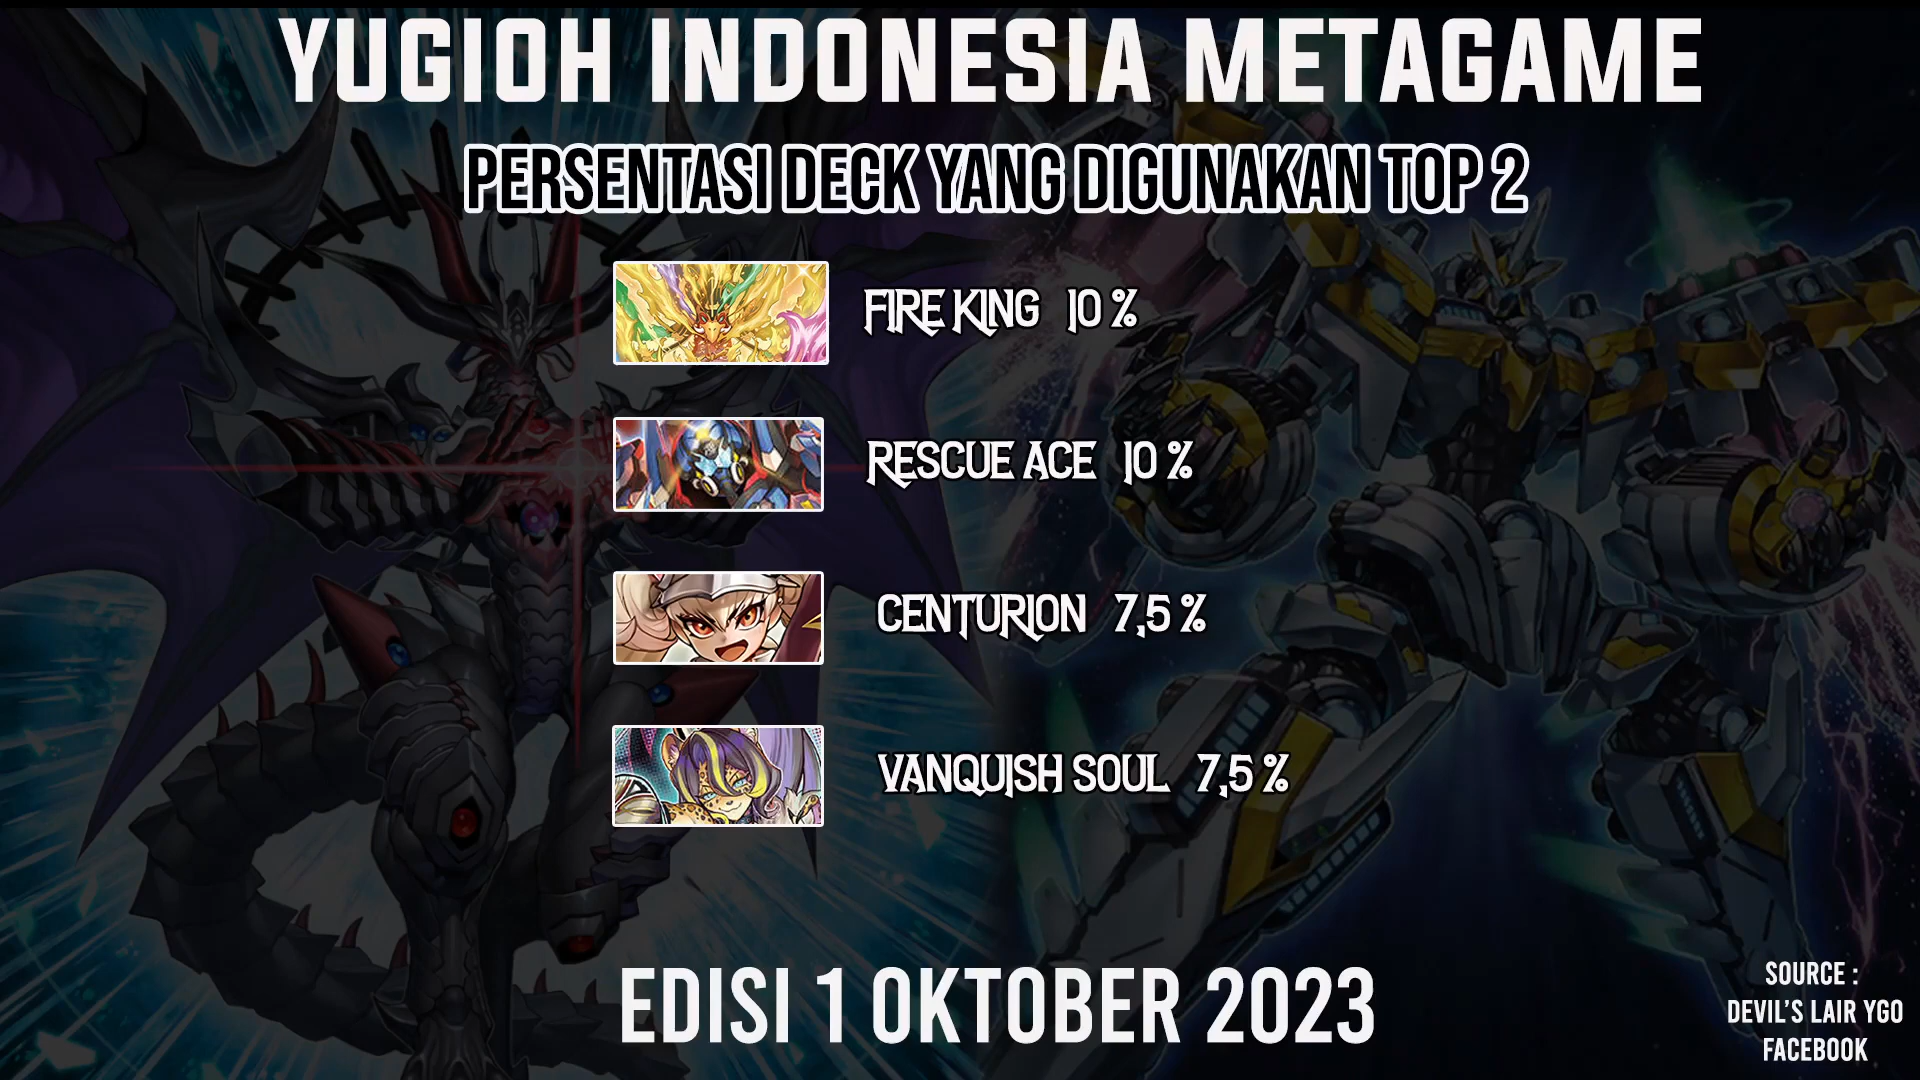 YUGIOH INDONESIA METAGAME
PERSENTASI DECK YANG DIGUNAKAN TOP 2
FIRE KING 10 %
RESCUE ACE 10 %
CENTURION 7,5 %
VANQUISH SOUL 7,5 %
EDISI 1 OKTOBER 2023
SOURCE :
DEVIL'S LAIR YGO
FACEBOOK